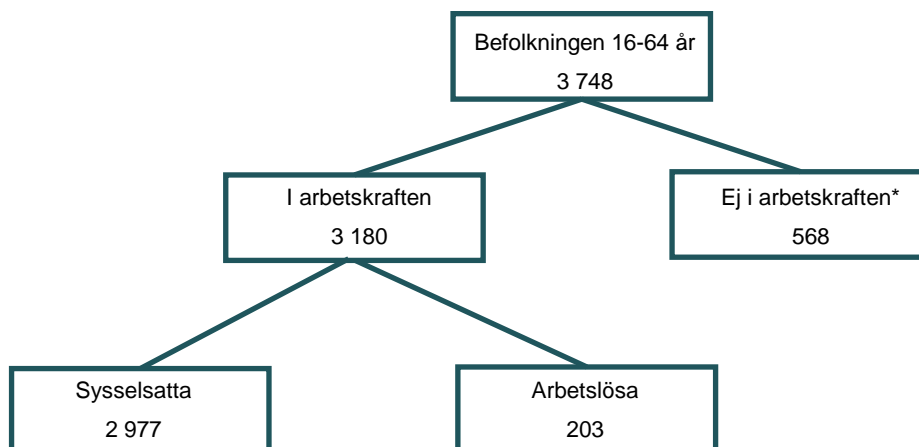 Befolkningen 16-64 år
3 748
I arbetskraften
3 180
Ej i arbetskraften*
568
Sysselsatta
2 977
Arbetslösa
203